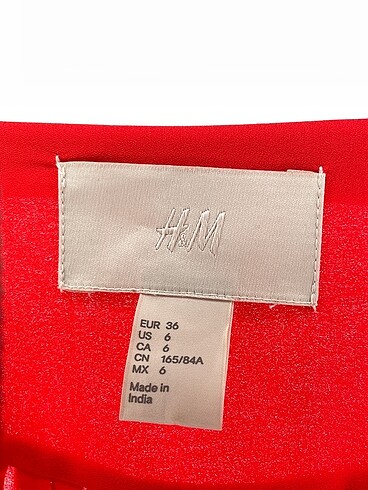 H&M
EUR 36
US 6
CA 6
CN 165/84A
MX 6
Made in
India